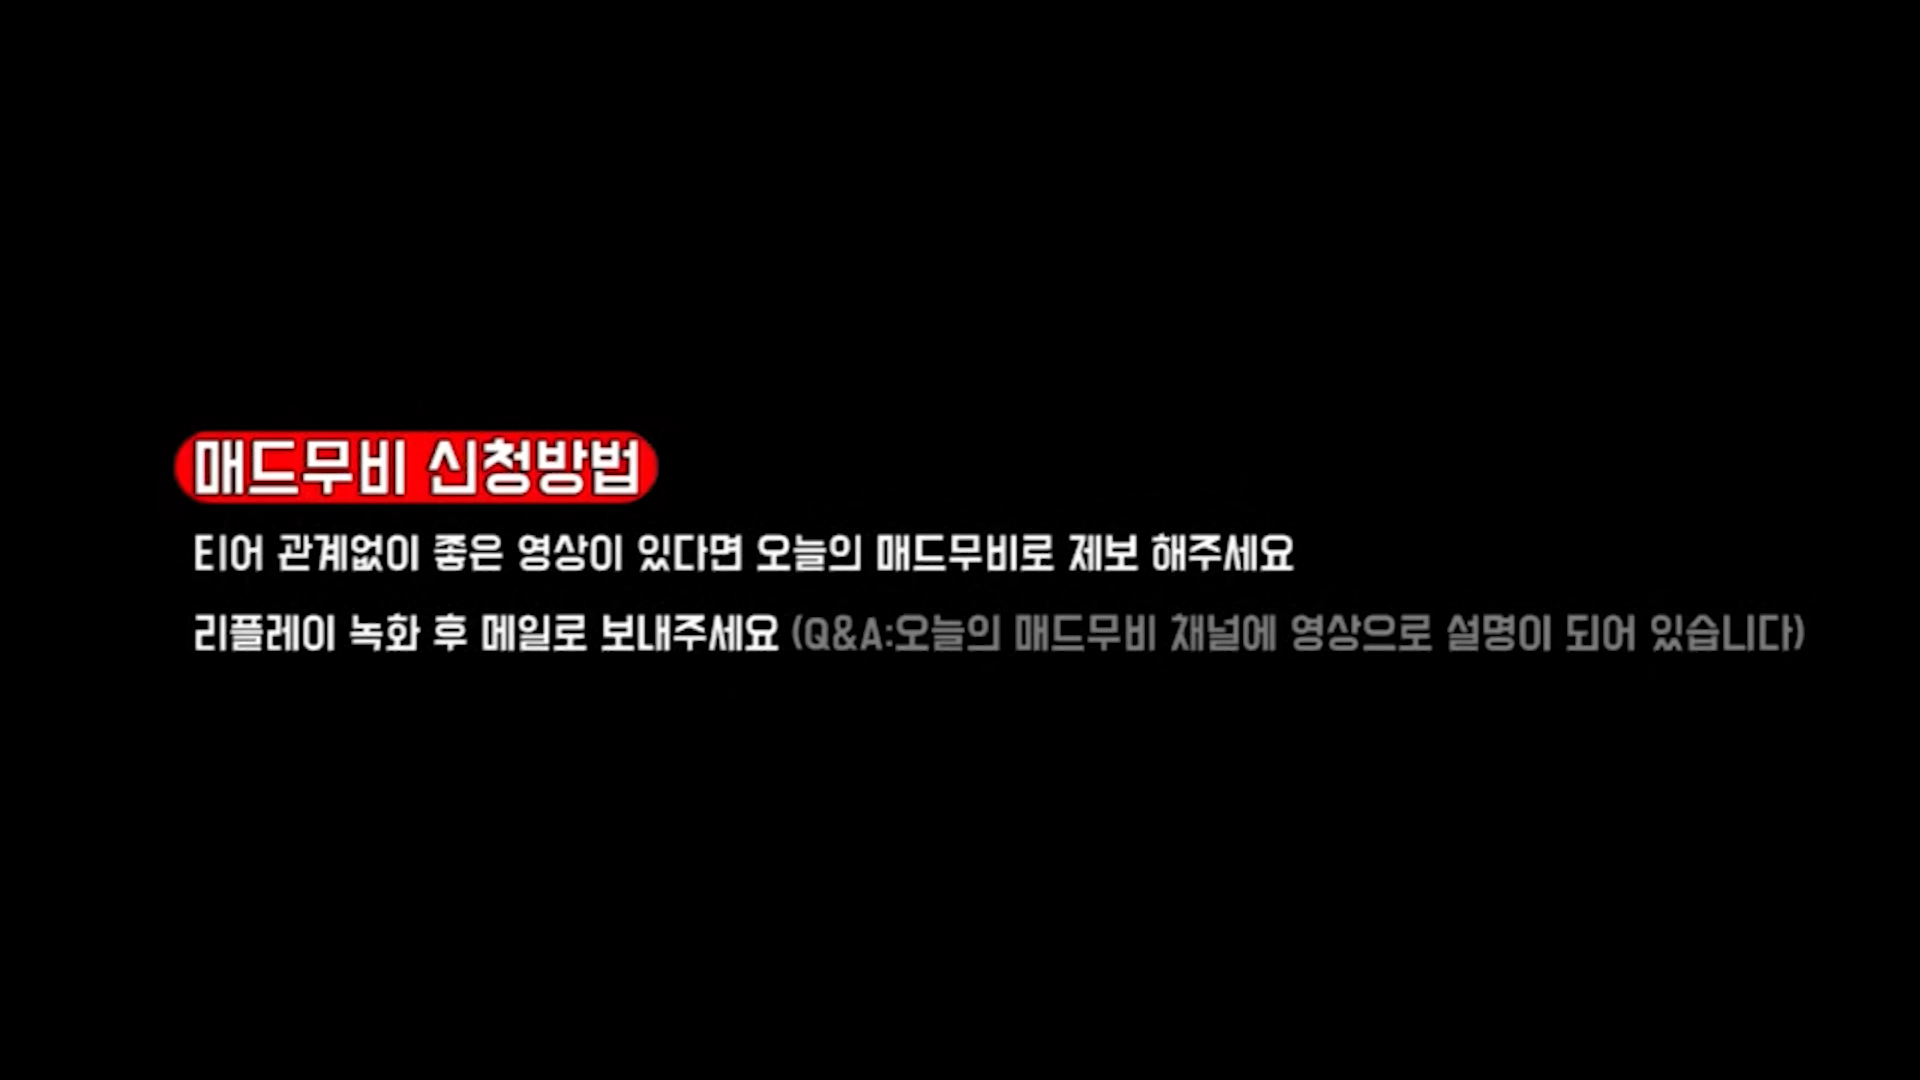 매드무비 신청방법
티어 관계없이 좋은 영상이 있다면 오늘의 매드무비로 제보 해주세요
리플레이 녹화 후 메일로 보내주세요 (Q&A:오늘의 매드무비 채널에 영상으로 설명이 되어 있습니다)